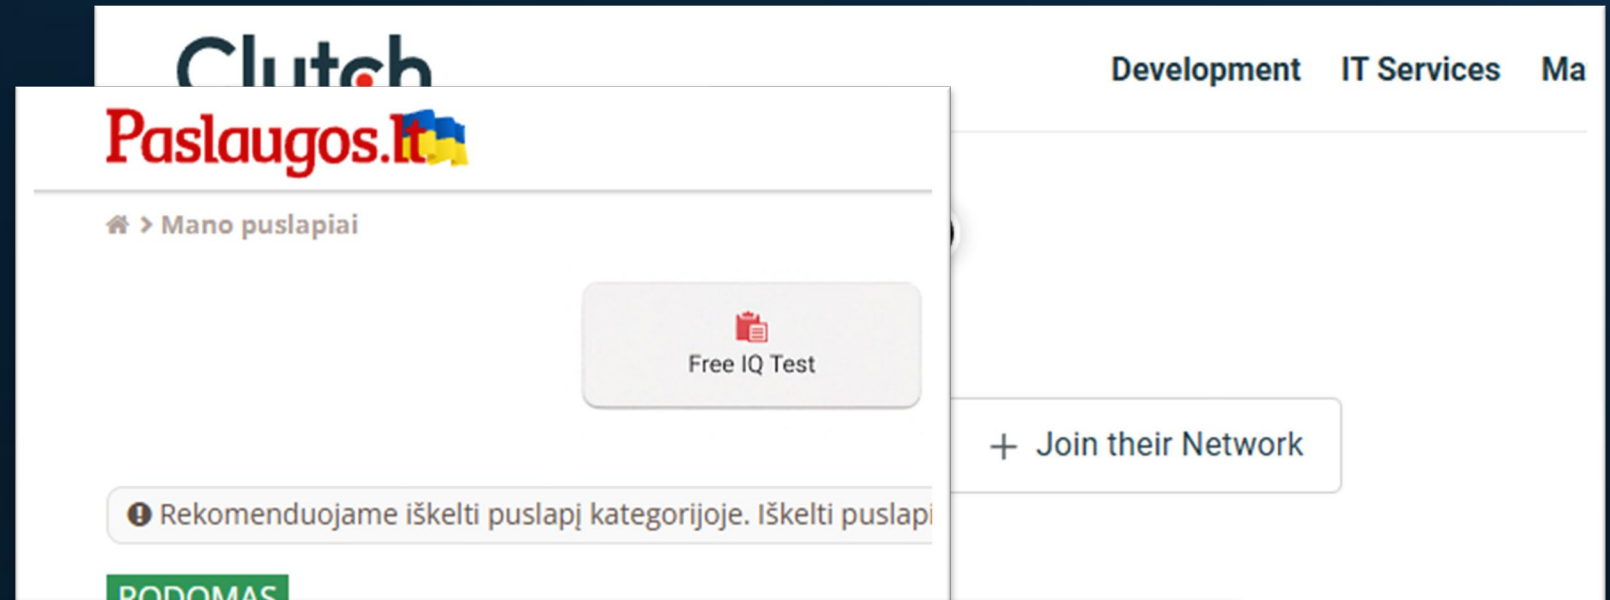 Clutch
Development IT Services Ma
Paslaugos.lt
Mano puslapiai
Free IQ Test
+ Join their Network
Rekomenduojame iškelti puslapį kategorijoje. Iškelti puslapi
RODOMAS